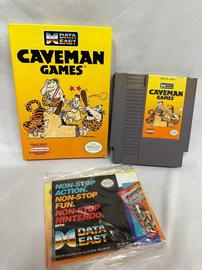 DATA
EAST
CAVEMAN
GAMES
DATA
EAST
CAVEMAN
GAMES
NON-STOP
ACTION.
NON-STOP
FUN.
NON-STOP
NINTENDO.
WITH
DATA
EAST